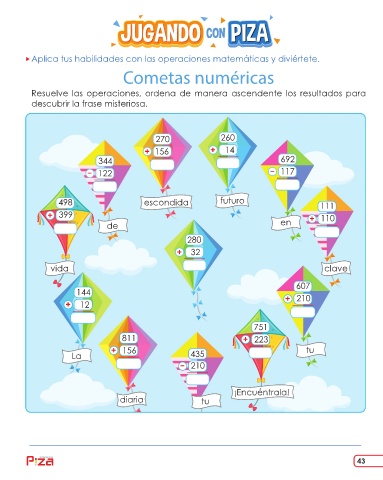 JUGANDO CON PIZA
Aplica tus habilidades con las operaciones matemáticas y diviértete.
Cometas numéricas
Resuelve las operaciones, ordena de manera ascendente los resultados para
descubrir la frase misteriosa.
270
+ 156
escondida
260
+ 14
futuro
344
- 122
de
692
- 117
en
498
+ 399
vida
111
+ 110
clave
280
+ 32
144
+ 12
La
607
+ 210
tu
811
+ 156
diaria
751
+ 223
¡Encuéntrala!
435
- 210
tu
Piza
43